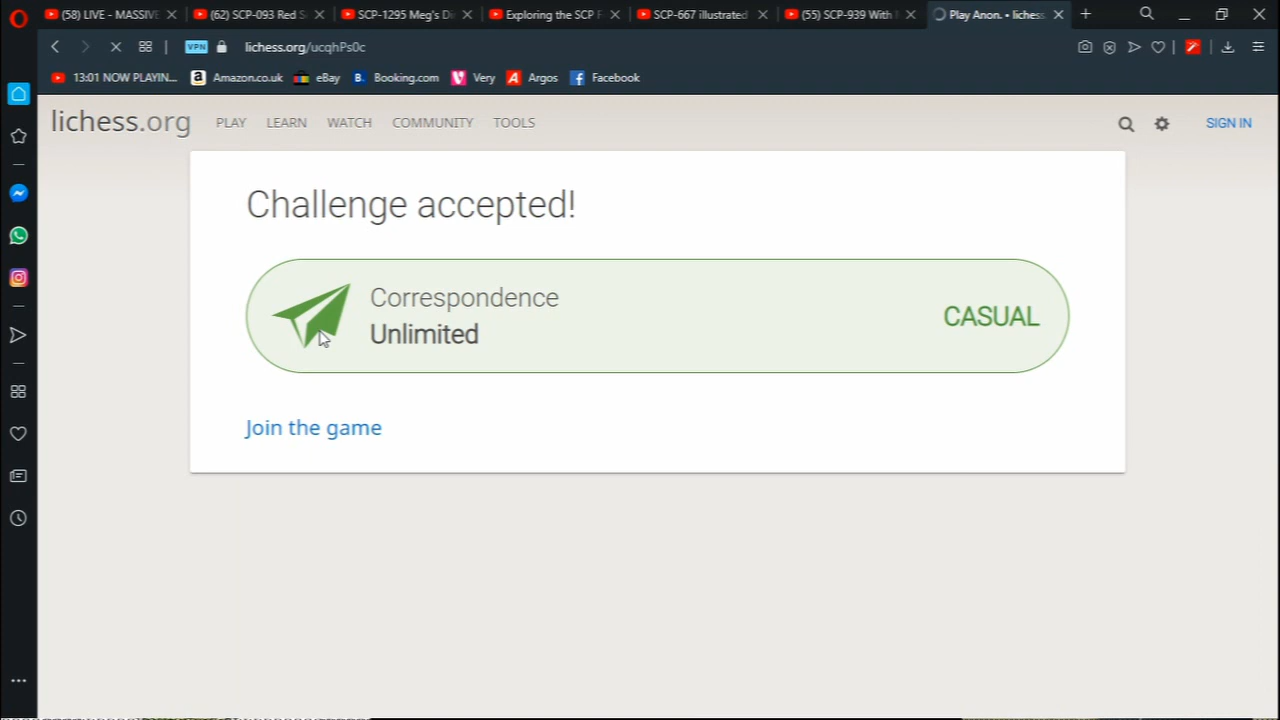 (58) LIVE - MASSIVE
(62) SCP-093 Red S
SCP-1295 Meg's Di
Exploring the SCP F
SCP-667 illustrated
(55) SCP-939 With
Play Anon. • lichess
VPN
lichess.org/ucqhPs0c
13:01 NOW PLAYIN...
Amazon.co.uk
eBay
Booking.com
Very
Argos
Facebook
lichess.org
PLAY
LEARN
WATCH
COMMUNITY
TOOLS
SIGN IN
Challenge accepted!
Correspondence
Unlimited
CASUAL
Join the game